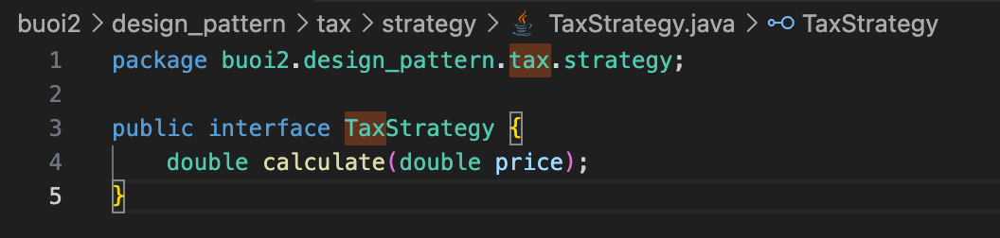 buoi2 > design_pattern > tax > strategy > TaxStrategy.java > TaxStrategy
1 package buoi2.design_pattern.tax.strategy;
2
3 public interface TaxStrategy {
4     double calculate(double price);
5 }